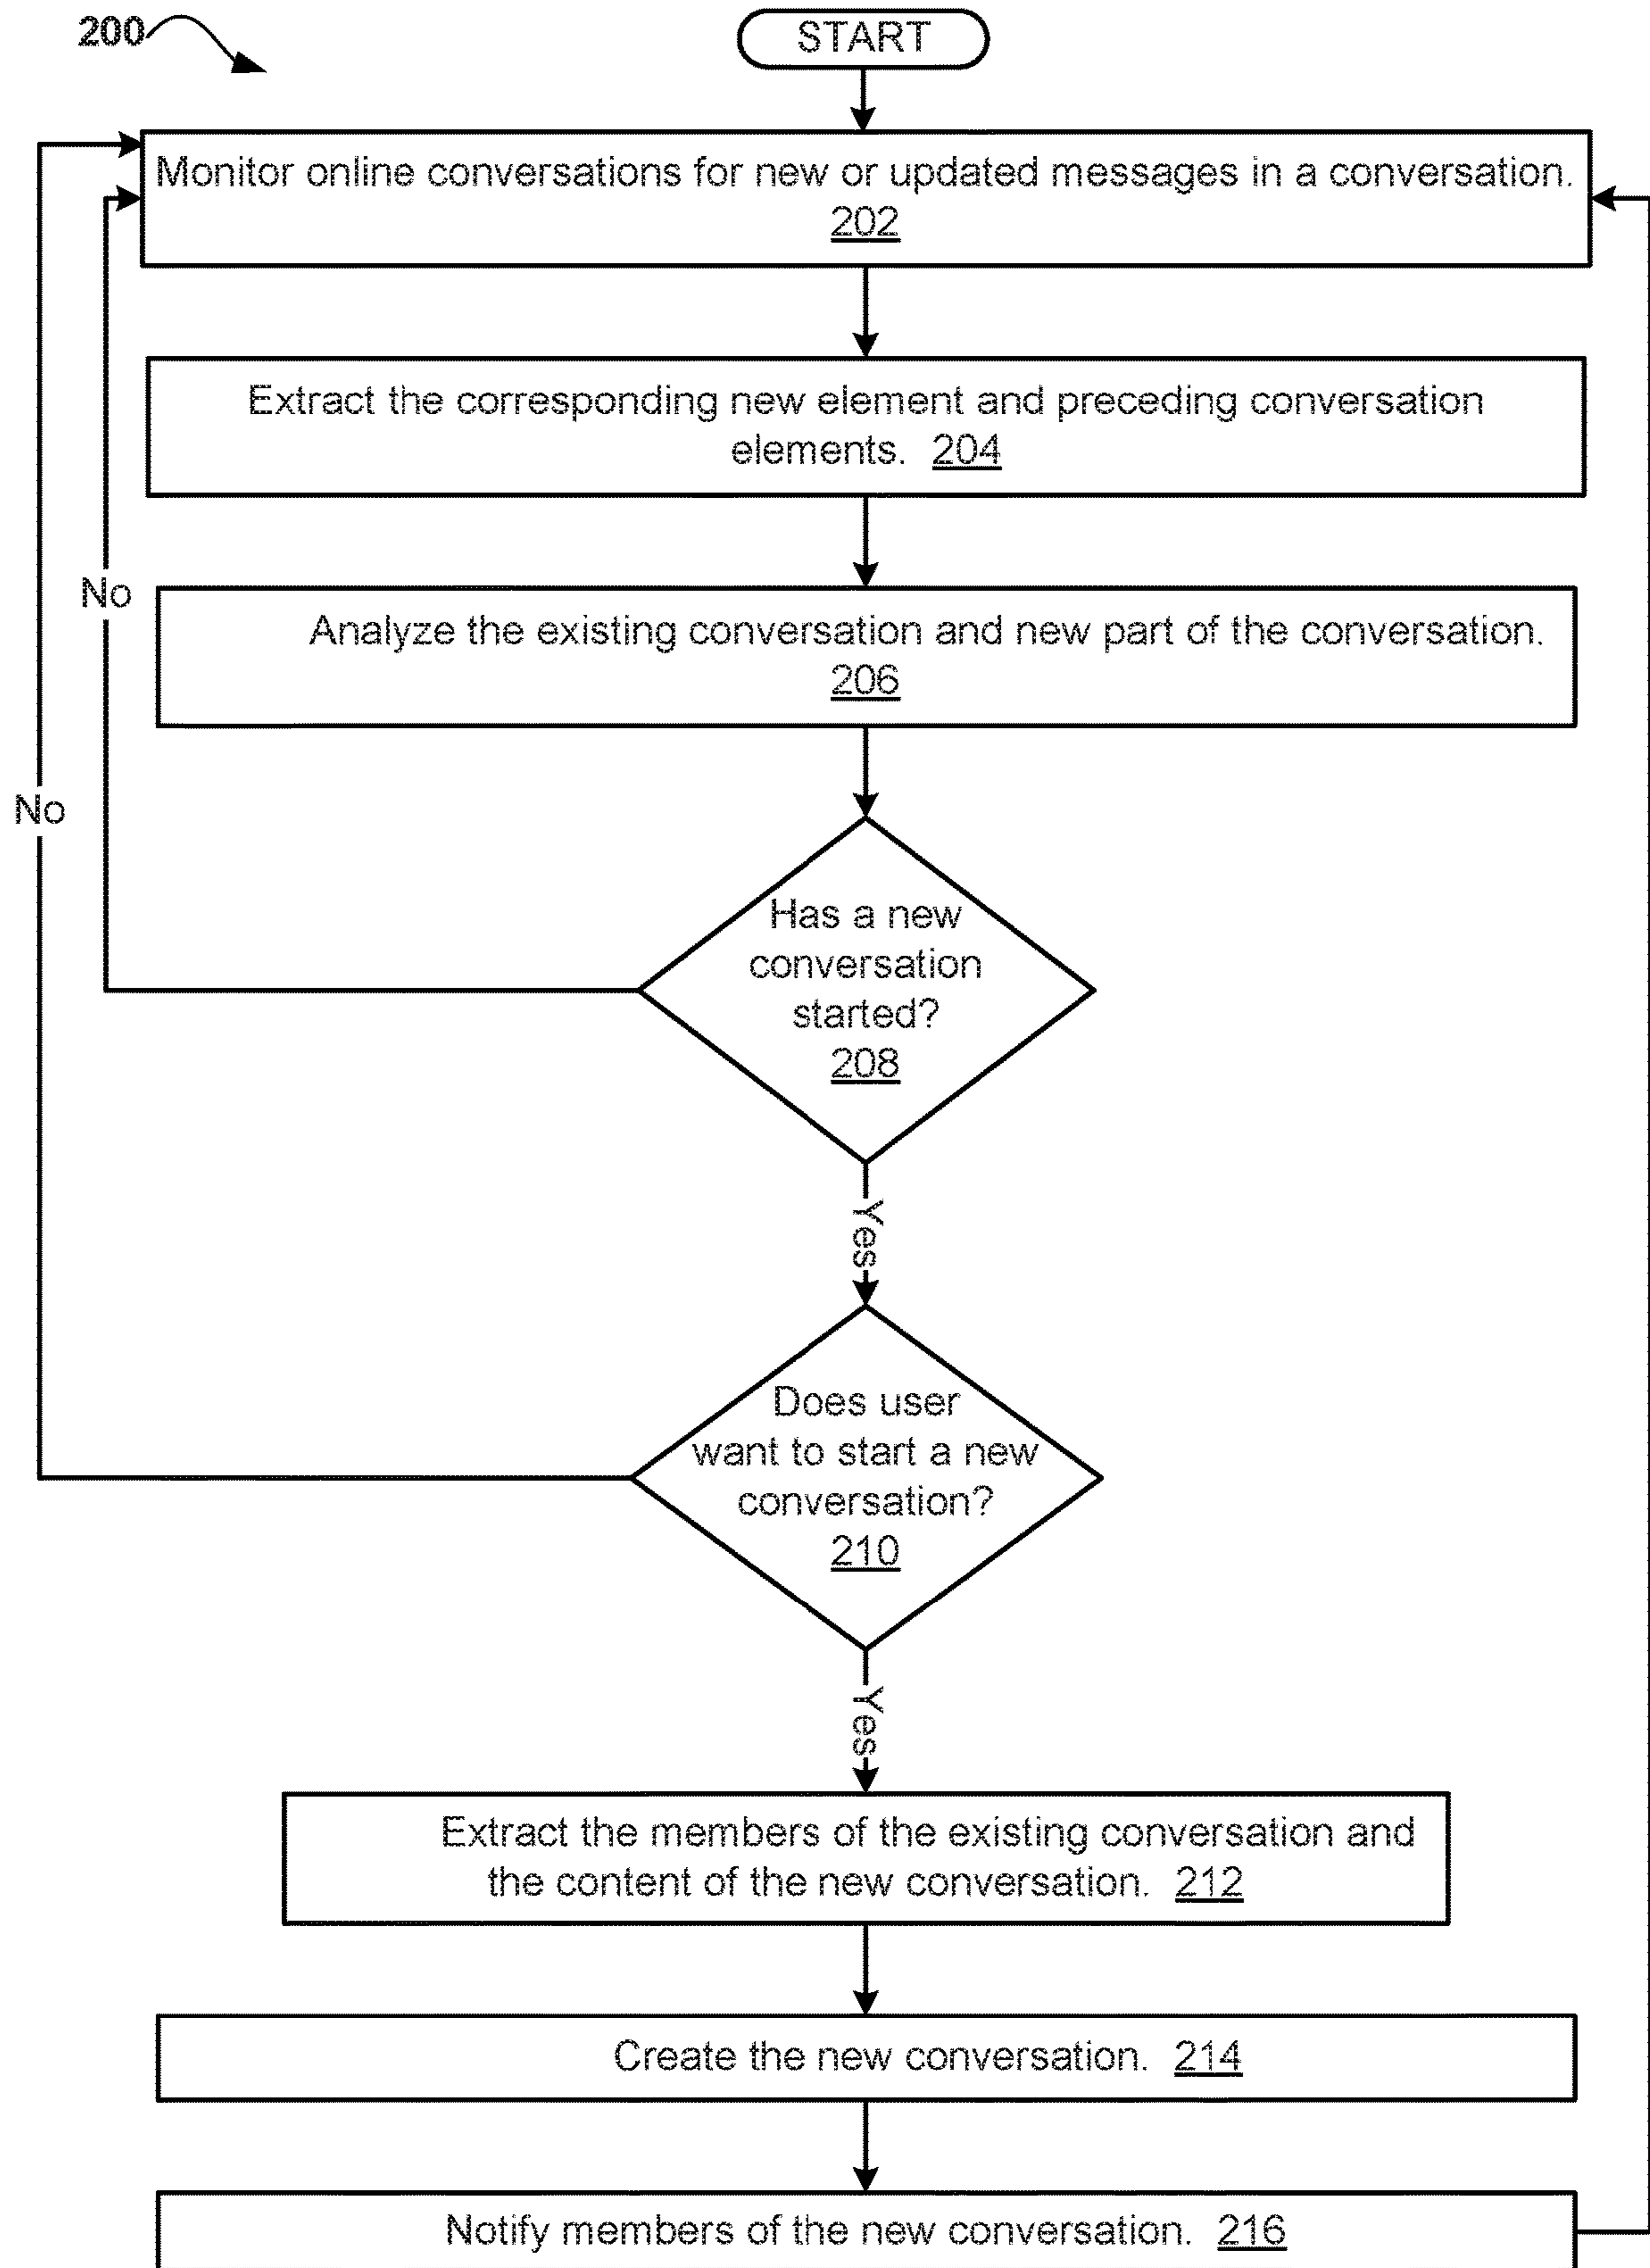 200
START
Monitor online conversations for new or updated messages in a conversation.
202
Extract the corresponding new element and preceding conversation
elements. 204
No
Analyze the existing conversation and new part of the conversation.
206
No
Has a new
conversation
started?
208
Yes
Does user
want to start a new
conversation?
210
Yes
Extract the members of the existing conversation and
the content of the new conversation. 212
Create the new conversation. 214
Notify members of the new conversation. 216